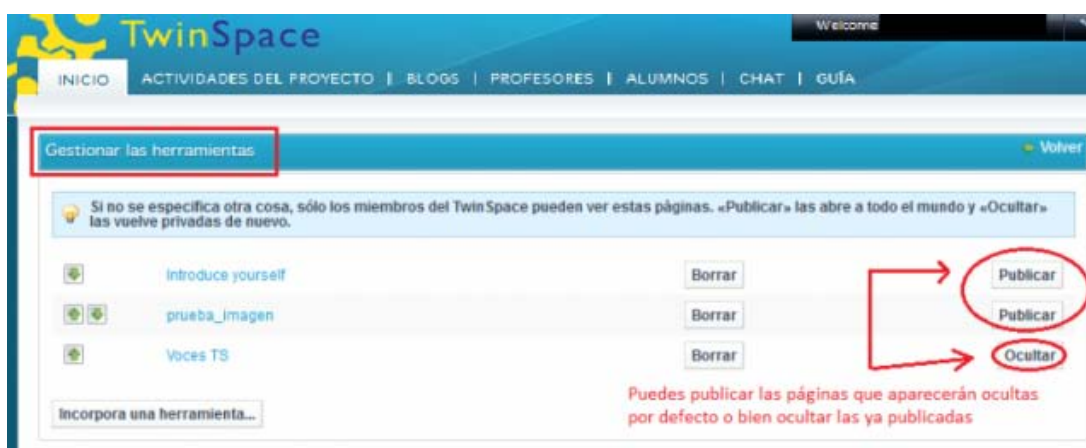 TwinSpace
Welcome
INICIO
ACTIVIDADES DEL PROYECTO | BLOGS | PROFESORES | ALUMNOS | CHAT | GUÍA
Gestionar las herramientas
Volver
Si no se especifica otra cosa, sólo los miembros del TwinSpace pueden ver estas páginas. «Publicar» las abre a todo el mundo y «Ocultar»
las vuelve privadas de nuevo.
Introduce yourself Borrar Publicar
prueba_imagen Borrar Publicar
Voces TS Borrar Ocultar
Puedes publicar las páginas que aparecerán ocultas
por defecto o bien ocultar las ya publicadas
Incorpora una herramienta...